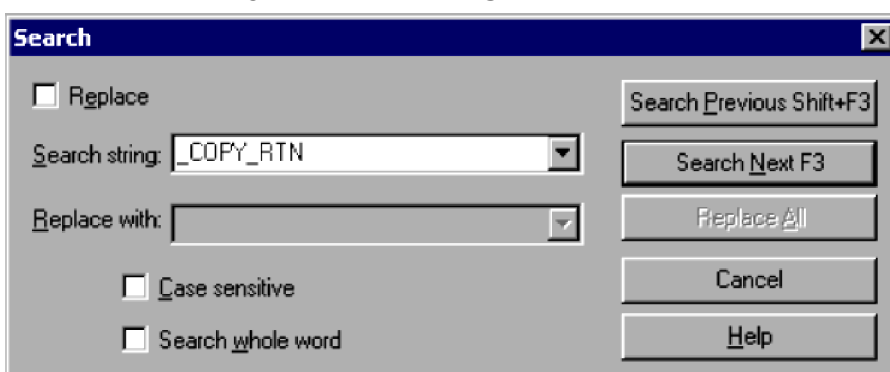 Search
Replace
Search Previous Shift+F3
Search string: _COPY_RTN
Search Next F3
Replace with:
Replace All
Case sensitive
Cancel
Search whole word
Help